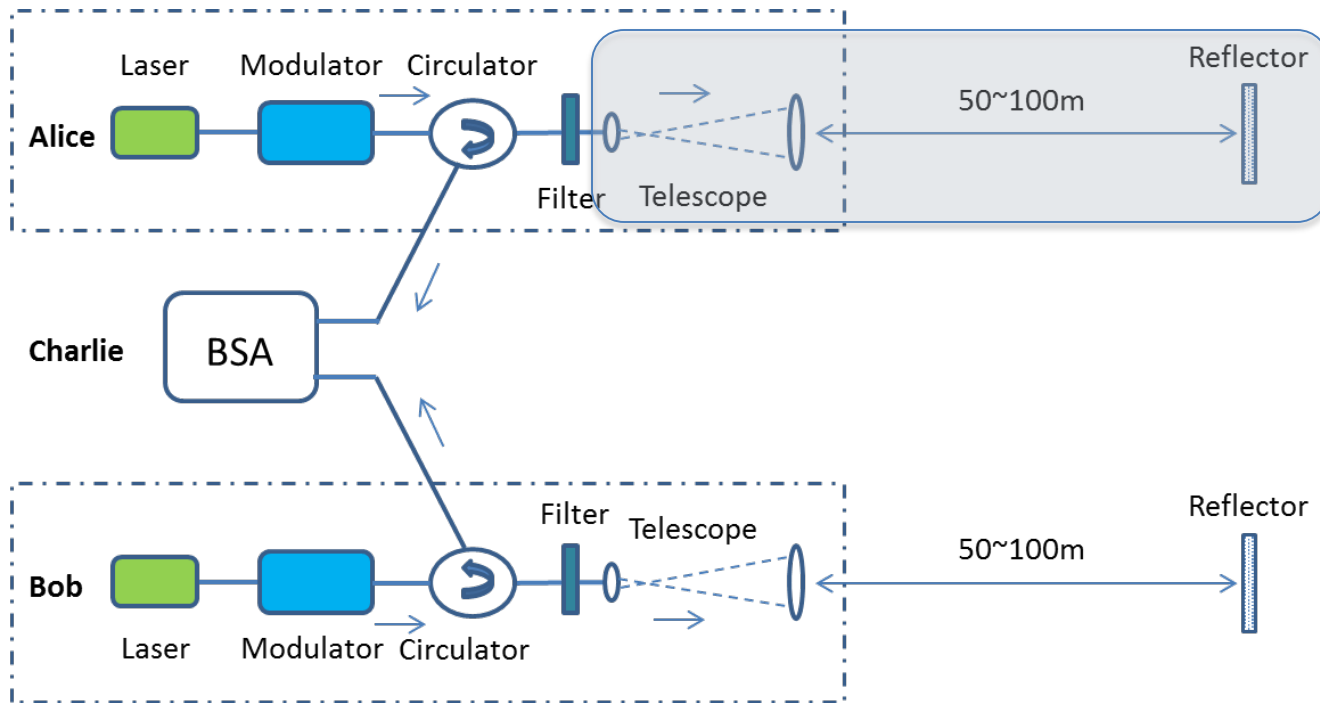 Laser Modulator Circulator
Reflector
50~100m
Alice
Filter Telescope
Charlie BSA
Filter Telescope
Reflector
50~100m
Bob
Laser Modulator Circulator